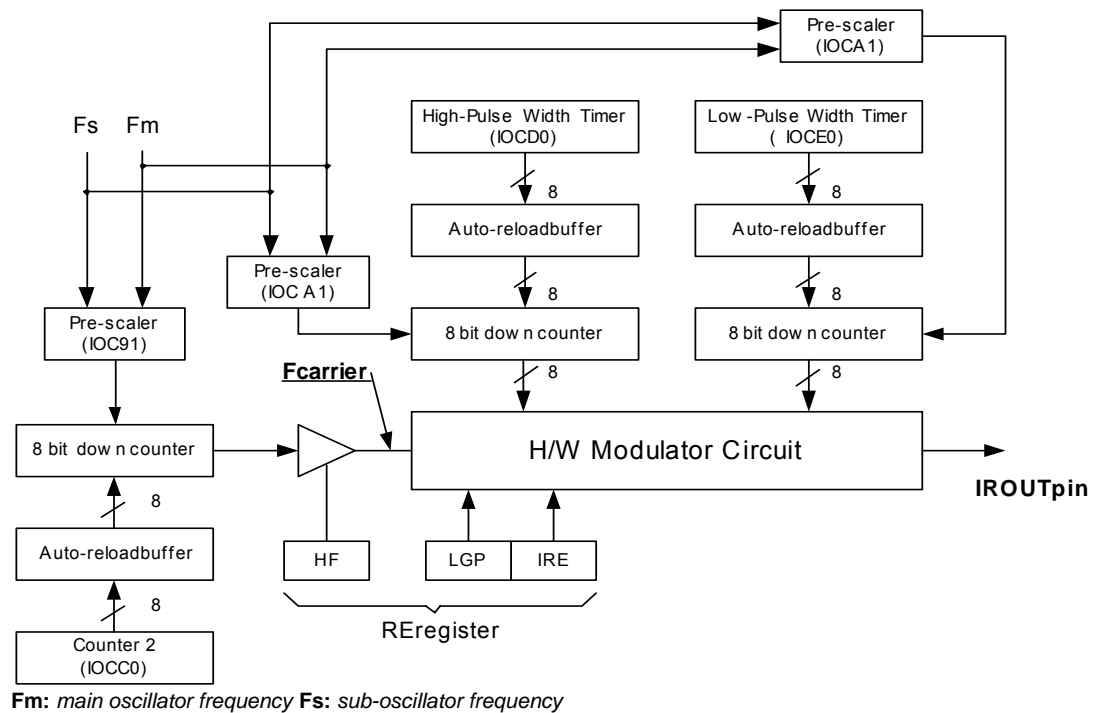 Pre-scaler
(IOCA1)
Fs Fm
High-Pulse Width Timer
(IOCD0)
Low-Pulse Width Timer
( IOCE0)
8
8
Auto-reloadbuffer
Auto-reloadbuffer
Pre-scaler
(IOC A1)
8
8
Pre-scaler
(IOC91)
8 bit down counter
8 bit down counter
Fcarrier
8
8
8 bit down counter
H/W Modulator Circuit
IROUTpin
8
Auto-reloadbuffer
HF
LGP
IRE
8
REregister
Counter 2
(IOCC0)
Fm: main oscillator frequency Fs: sub-oscillator frequency